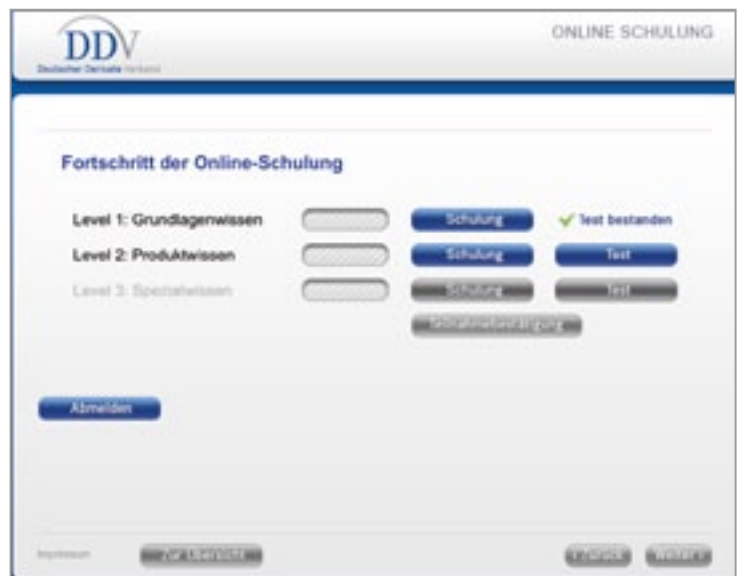 DDV
ONLINE SCHULUNG
Deutscher Derivate Verband
Fortschritt der Online-Schulung
Level 1: Grundlagenwissen Schulung Test bestanden
Level 2: Produktwissen Schulung Test
Level 3: Spezialwissen Schulung Test
Teilnahmebestätigung
Abmelden
Impressum Zur Übersicht ‹ Zurück Weiter ›